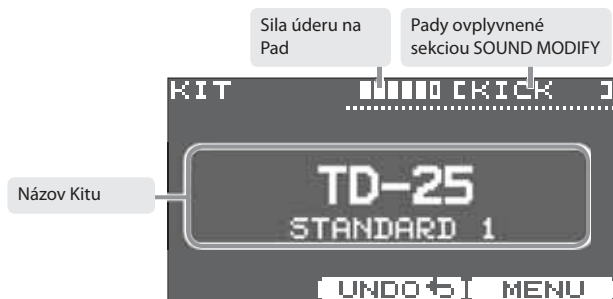 Sila úderu na
Pad
Pady ovplyvnené
sekciou SOUND MODIFY
KIT [KICK ]
Názov Kitu
TD-25
STANDARD 1
UNDO MENU